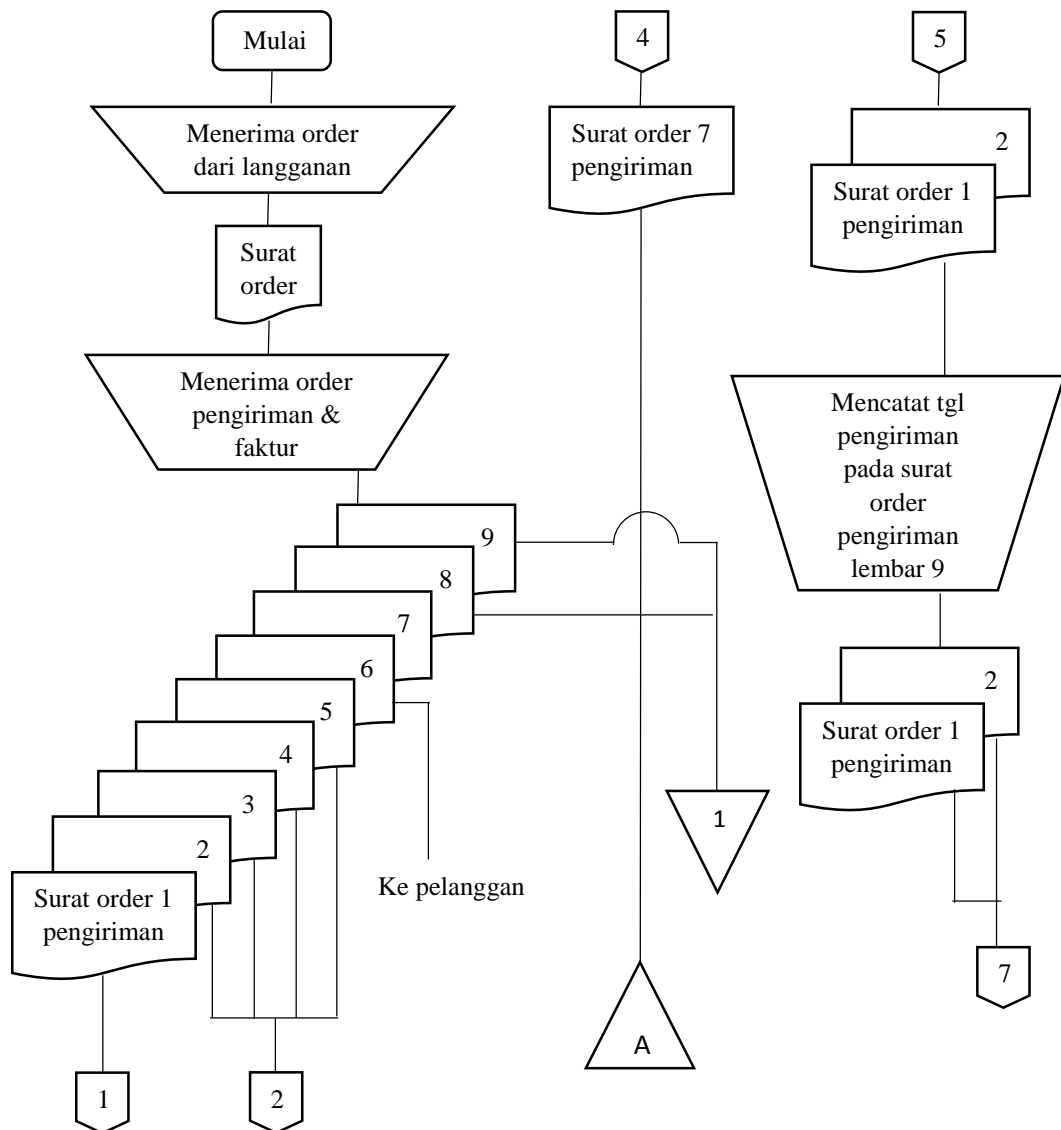 Mulai
Menerima order
dari langganan
Surat
order
Menerima order
pengiriman &
faktur
9
8
7
6
5
4
3
2
Surat order 1
pengiriman
Ke pelanggan
1
2
4
Surat order 7
pengiriman
1
A
5
2
Surat order 1
pengiriman
Mencatat tgl
pengiriman
pada surat
order
pengiriman
lembar 9
2
Surat order 1
pengiriman
7